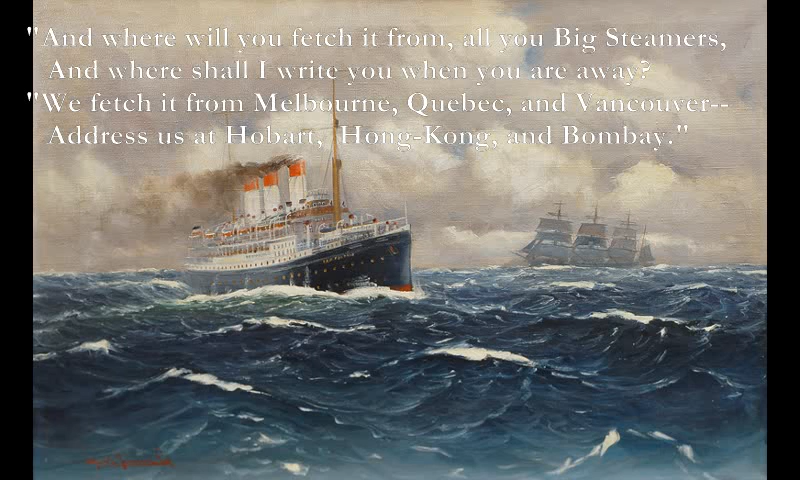 "And where will you fetch it from, all you Big Steamers,
And where shall I write you when you are away?
"We fetch it from Melbourne, Quebec, and Vancouver--
Address us at Hobart, Hong-Kong, and Bombay."